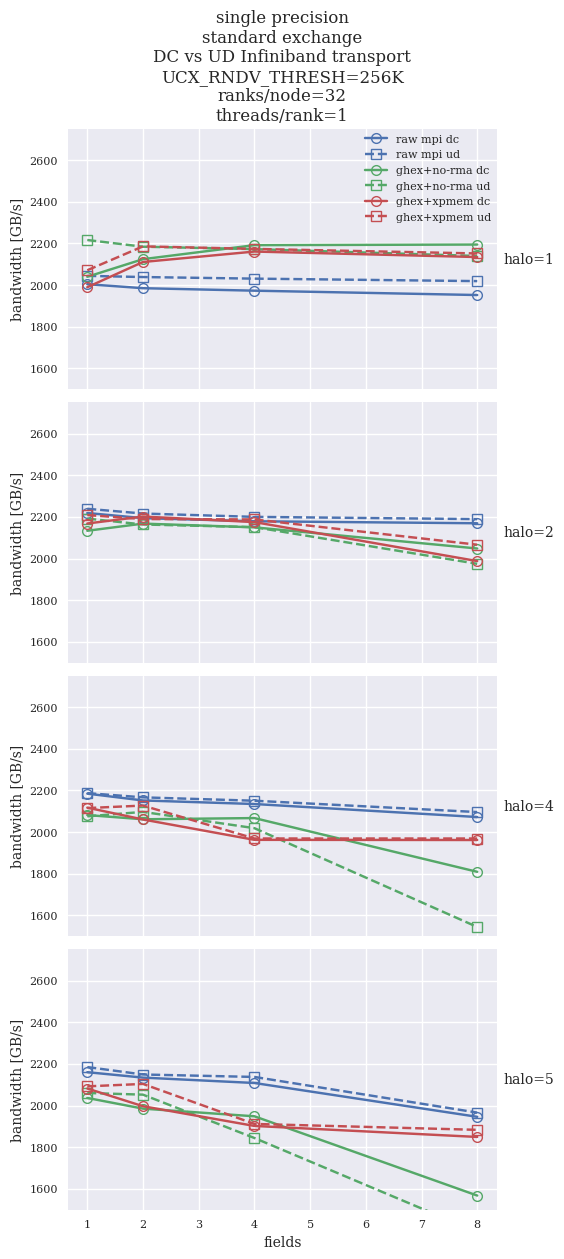 single precision
standard exchange
DC vs UD Infiniband transport
UCX_RNDV_THRESH=256K
ranks/node=32
threads/rank=1
raw mpi dc
raw mpi ud
ghex+no-rma dc
ghex+no-rma ud
ghex+xpmem dc
ghex+xpmem ud
2600
2400
2200
2000
1800
1600
bandwidth [GB/s]
halo=1
2600
2400
2200
2000
1800
1600
bandwidth [GB/s]
halo=2
2600
2400
2200
2000
1800
1600
bandwidth [GB/s]
halo=4
2600
2400
2200
2000
1800
1600
bandwidth [GB/s]
halo=5
1 2 3 4 5 6 7 8
fields